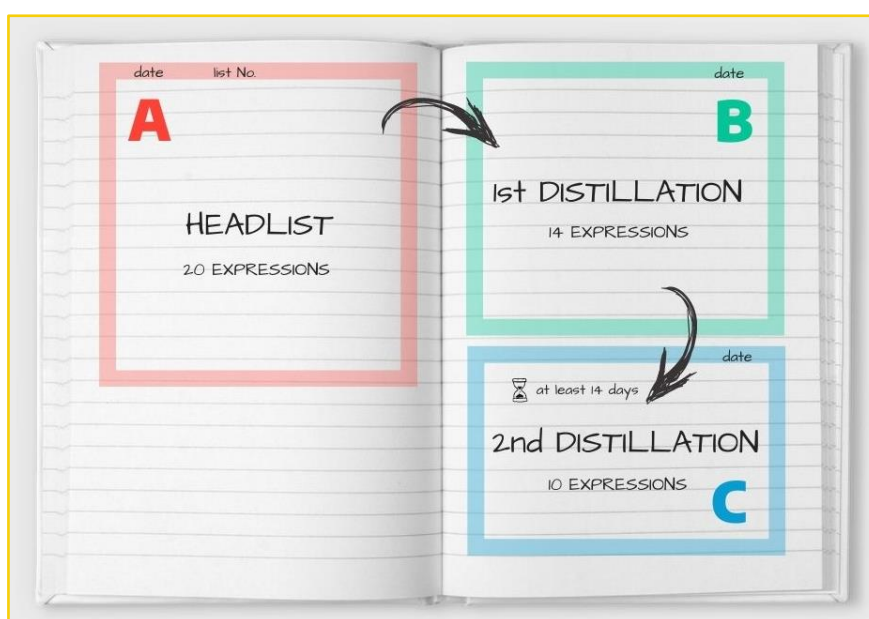 date list No.
A
HEADLIST
20 EXPRESSIONS
date
B
1st DISTILLATION
14 EXPRESSIONS
date
at least 14 days
2nd DISTILLATION
10 EXPRESSIONS
C